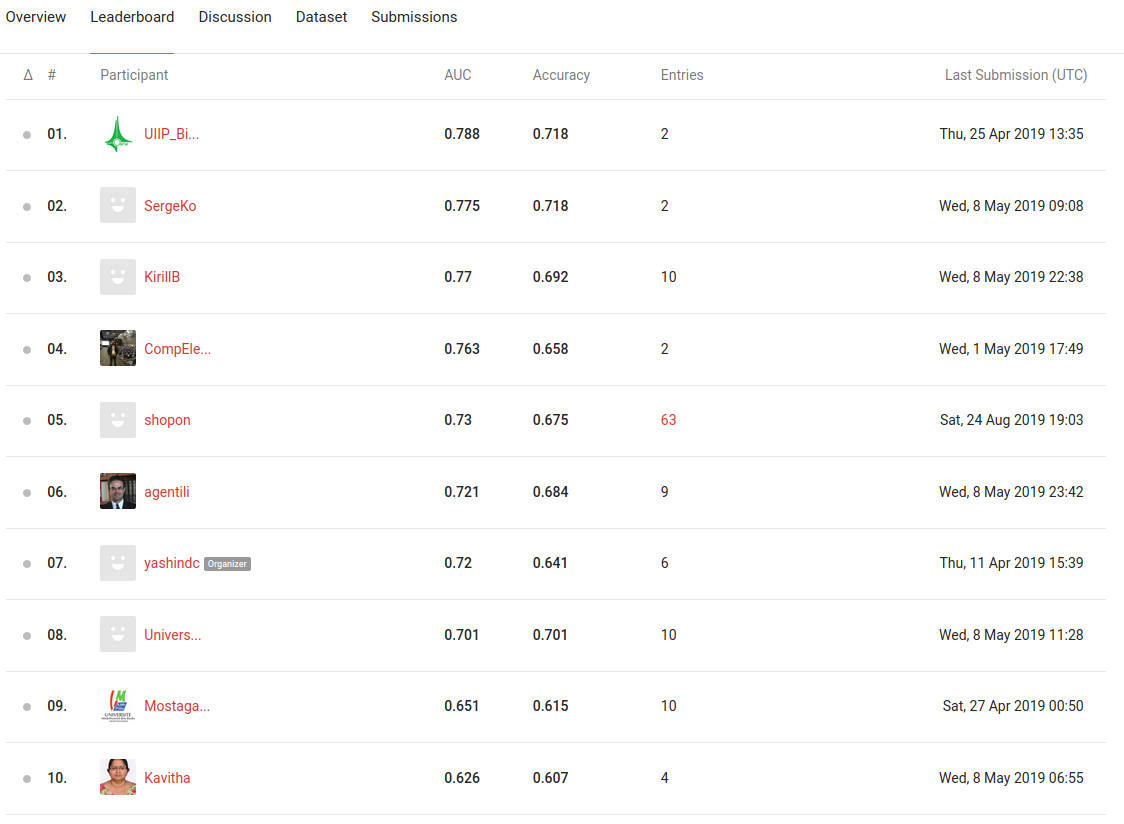 Overview Leaderboard Discussion Dataset Submissions
Δ # Participant AUC Accuracy Entries Last Submission (UTC)
01. UIIP_Bi... 0.788 0.718 2 Thu, 25 Apr 2019 13:35
02. SergeKo 0.775 0.718 2 Wed, 8 May 2019 09:08
03. KirillB 0.77 0.692 10 Wed, 8 May 2019 22:38
04. CompEle... 0.763 0.658 2 Wed, 1 May 2019 17:49
05. shopon 0.73 0.675 63 Sat, 24 Aug 2019 19:03
06. agentili 0.721 0.684 9 Wed, 8 May 2019 23:42
07. yashindc Organizer 0.72 0.641 6 Thu, 11 Apr 2019 15:39
08. Univers... 0.701 0.701 10 Wed, 8 May 2019 11:28
09. Mostaga... 0.651 0.615 10 Sat, 27 Apr 2019 00:50
UNIVERSITE
10. Kavitha 0.626 0.607 4 Wed, 8 May 2019 06:55